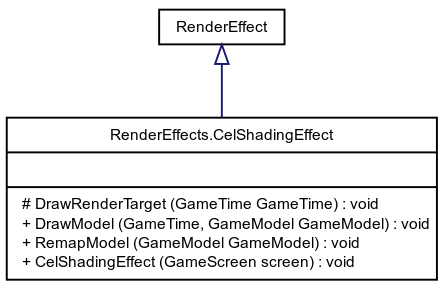 RenderEffect
RenderEffects.CelShadingEffect
# DrawRenderTarget (GameTime GameTime) : void
+ DrawModel (GameTime, GameModel GameModel) : void
+ RemapModel (GameModel GameModel) : void
+ CelShadingEffect (GameScreen screen) : void